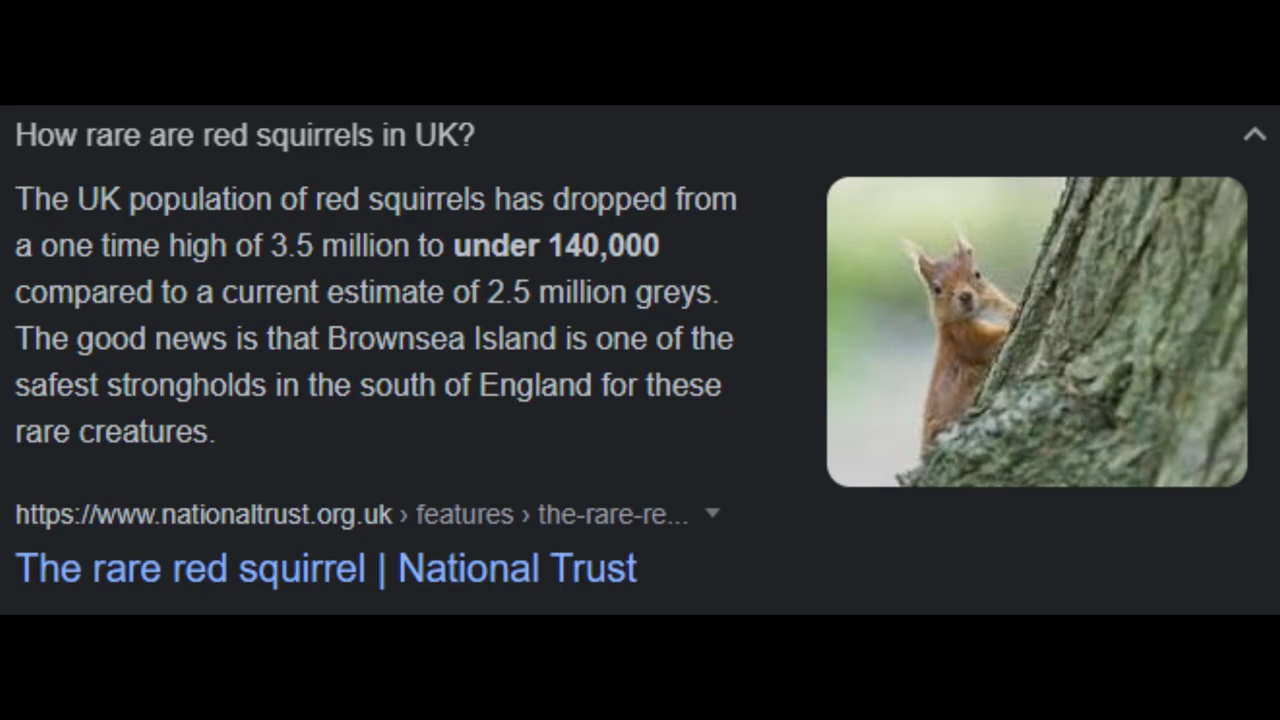 How rare are red squirrels in UK?
The UK population of red squirrels has dropped from
a one time high of 3.5 million to under 140,000
compared to a current estimate of 2.5 million greys.
The good news is that Brownsea Island is one of the
safest strongholds in the south of England for these
rare creatures.
https://www.nationaltrust.org.uk › features › the-rare-re...
The rare red squirrel | National Trust